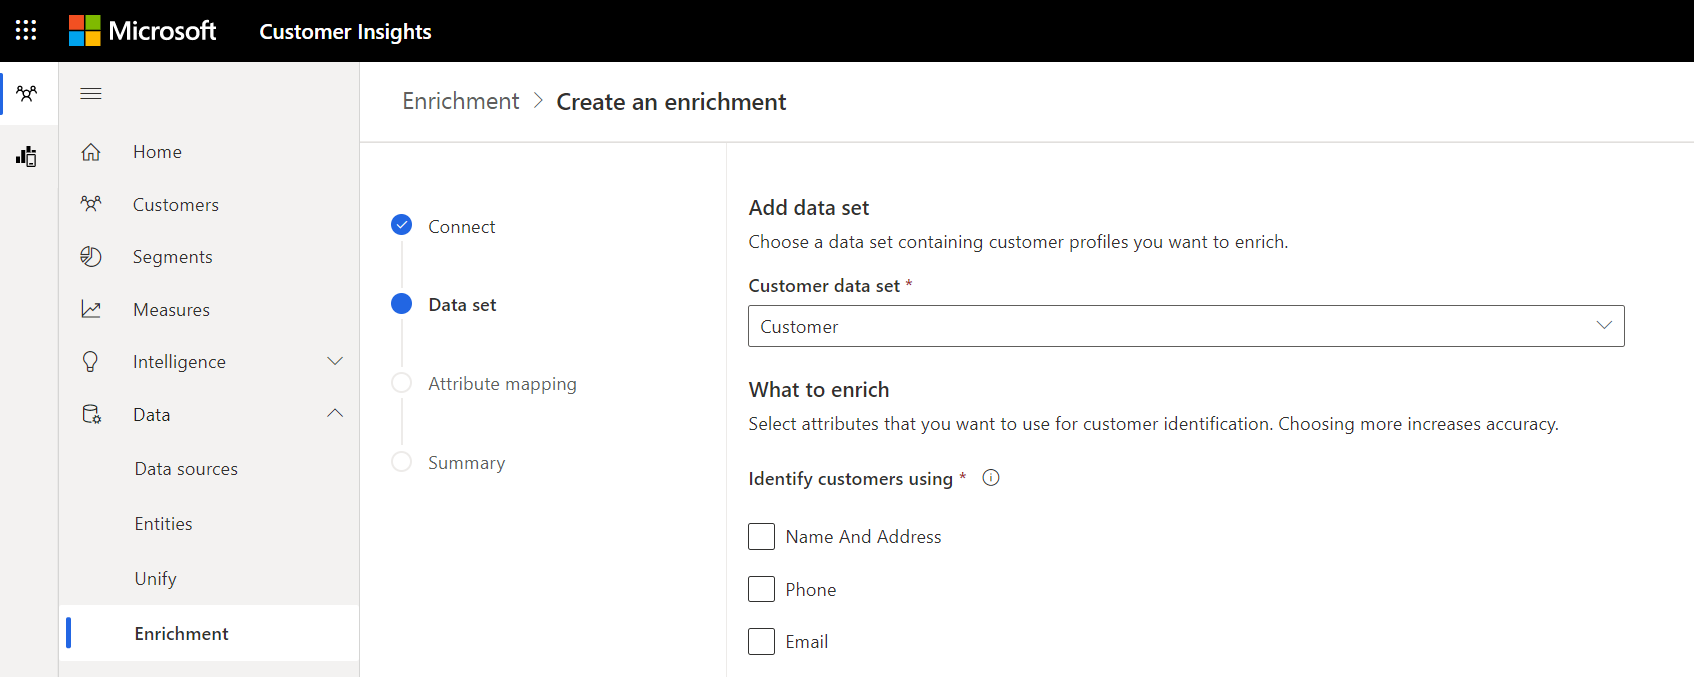 Microsoft
Customer Insights
Home
Customers
Segments
Measures
Intelligence
Data
Data sources
Entities
Unify
Enrichment
Enrichment > Create an enrichment
Connect
Data set
Attribute mapping
Summary
Add data set
Choose a data set containing customer profiles you want to enrich.
Customer data set *
Customer
What to enrich
Select attributes that you want to use for customer identification. Choosing more increases accuracy.
Identify customers using *
Name And Address
Phone
Email